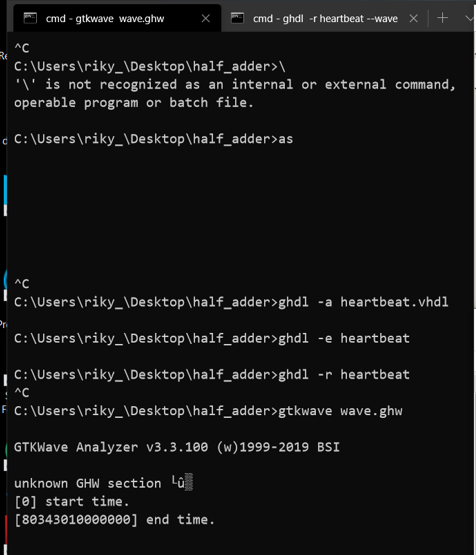 cmd - gtkwave wave.ghw
cmd - ghdl -r heartbeat --wave
^C
C:\Users\riky_\Desktop\half_adder>\
'\' is not recognized as an internal or external command,
operable program or batch file.
C:\Users\riky_\Desktop\half_adder>as
^C
C:\Users\riky_\Desktop\half_adder>ghdl -a heartbeat.vhdl
C:\Users\riky_\Desktop\half_adder>ghdl -e heartbeat
C:\Users\riky_\Desktop\half_adder>ghdl -r heartbeat
^C
C:\Users\riky_\Desktop\half_adder>gtkwave wave.ghw
GTKWave Analyzer v3.3.100 (w)1999-2019 BSI
unknown GHW section └û▒
[0] start time.
[80343010000000] end time.